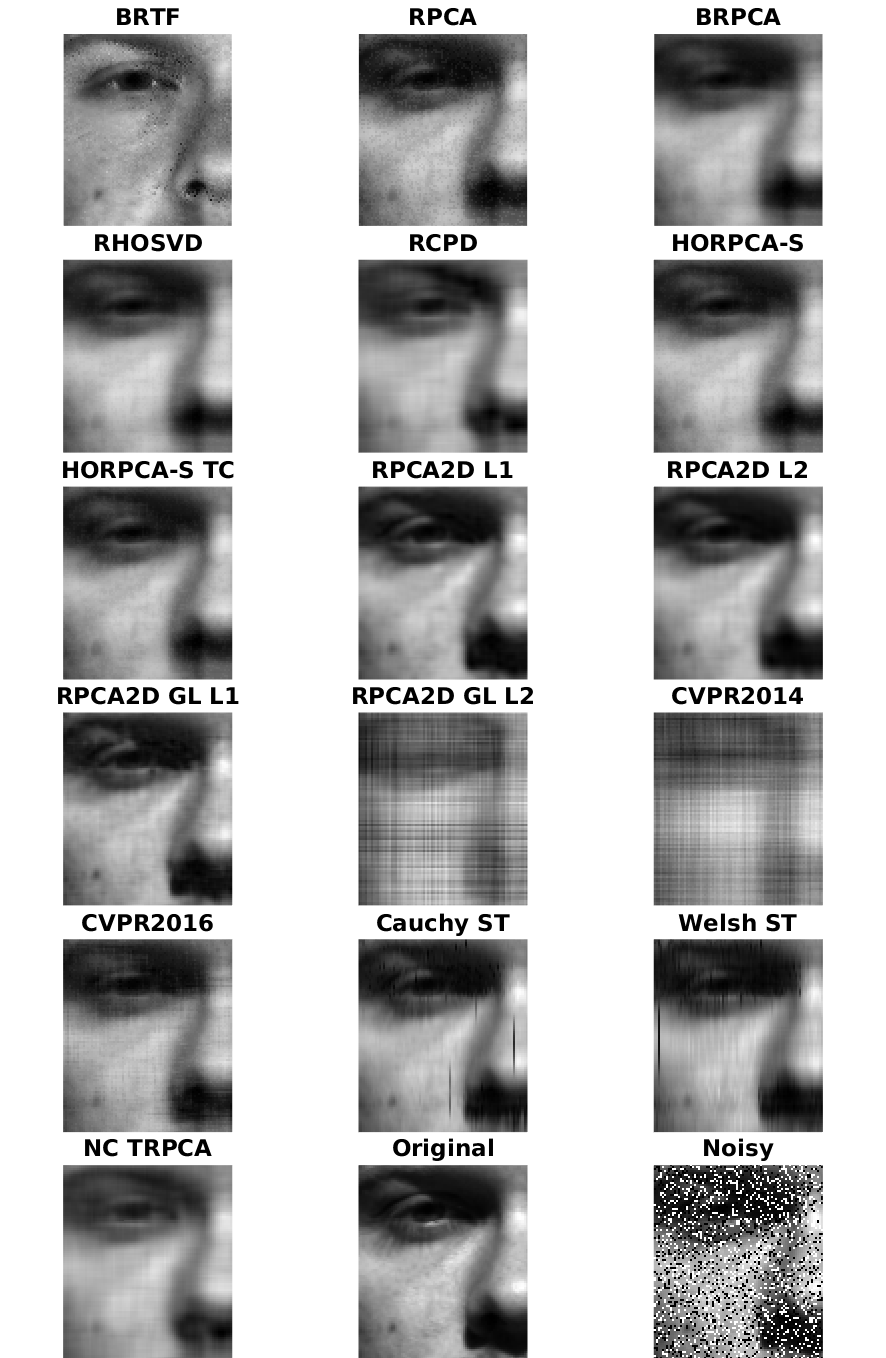 BRTF RPCA BRPCA
RHOSVD RCPD HORPCA-S
HORPCA-S TC RPCA2D L1 RPCA2D L2
RPCA2D GL L1 RPCA2D GL L2 CVPR2014
CVPR2016 Cauchy ST Welsh ST
NC TRPCA Original Noisy